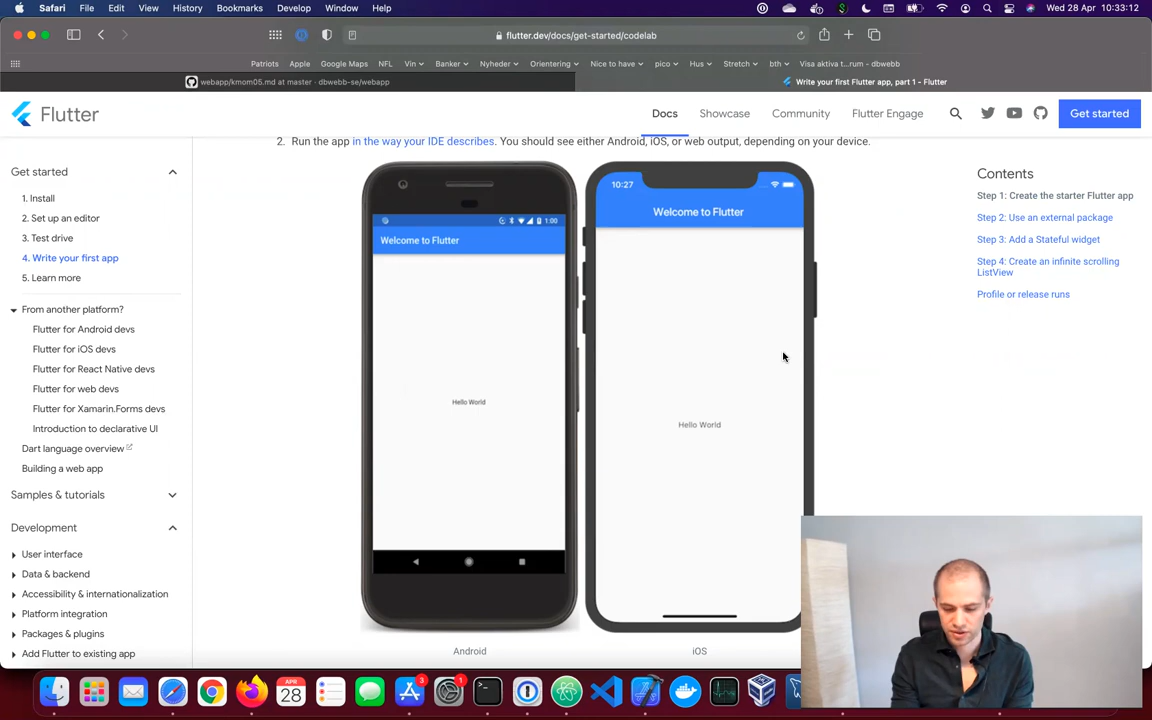 Safari File Edit View History Bookmarks Develop Window Help
Wed 28 Apr 10:33:12
flutter.dev/docs/get-started/codelab
Patriots Apple Google Maps NFL Vin Banker Nyheder Orientering Nice to have pico Hus Stretch bth Visa aktiva t...rum - dbwebb
webapp/kmom05.md at master · dbwebb-se/webapp
Write your first Flutter app, part 1 - Flutter
Flutter
Docs Showcase Community Flutter Engage
Get started
Get started
1. Install
2. Set up an editor
3. Test drive
4. Write your first app
5. Learn more
From another platform?
Flutter for Android devs
Flutter for iOS devs
Flutter for React Native devs
Flutter for web devs
Flutter for Xamarin.Forms devs
Introduction to declarative UI
Dart language overview
Building a web app
Samples & tutorials
Development
User interface
Data & backend
Accessibility & internationalization
Platform integration
Packages & plugins
Add Flutter to existing app
2. Run the app in the way your IDE describes. You should see either Android, iOS, or web output, depending on your device.
1:00
Welcome to Flutter
Hello World
Android
10:27
Welcome to Flutter
Hello World
iOS
Contents
Step 1: Create the starter Flutter app
Step 2: Use an external package
Step 3: Add a Stateful widget
Step 4: Create an infinite scrolling
ListView
Profile or release runs
APR
28
3
1